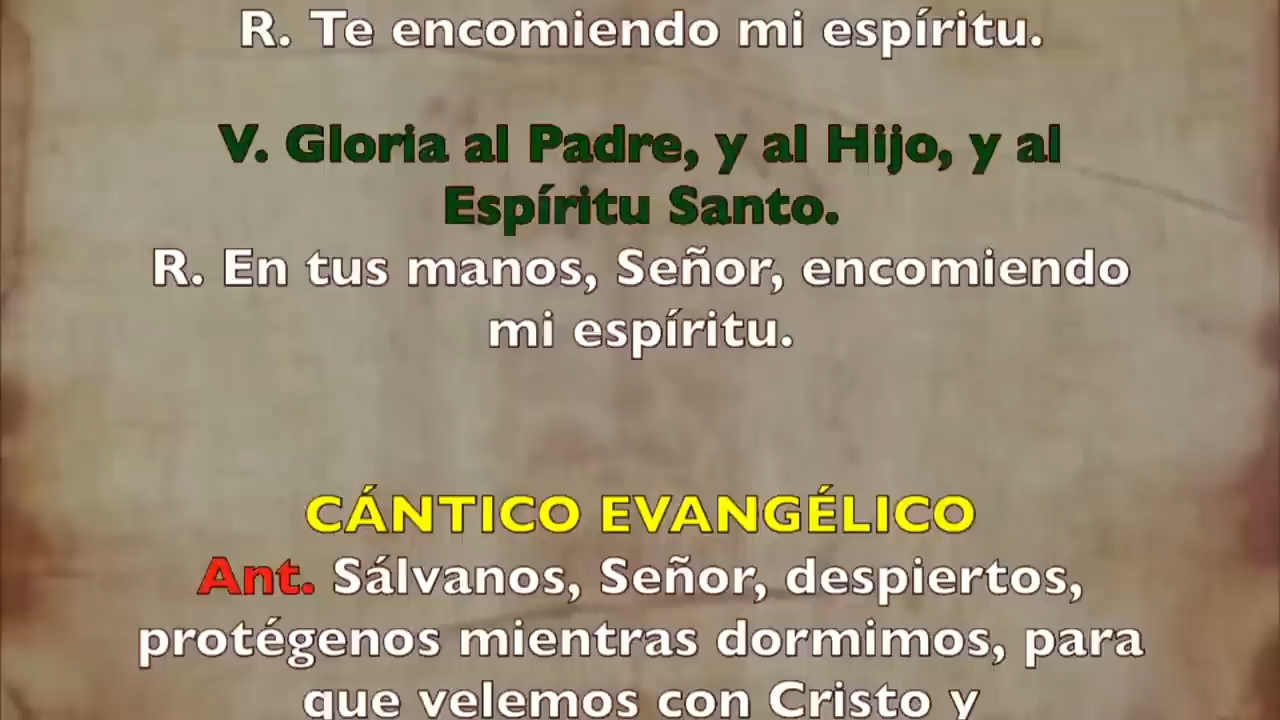 R. Te encomiendo mi espíritu.
V. Gloria al Padre, y al Hijo, y al
Espíritu Santo.
R. En tus manos, Señor, encomiendo
mi espíritu.
CÁNTICO EVANGÉLICO
Ant. Sálvanos, Señor, despiertos,
protégenos mientras dormimos, para
que velemos con Cristo y